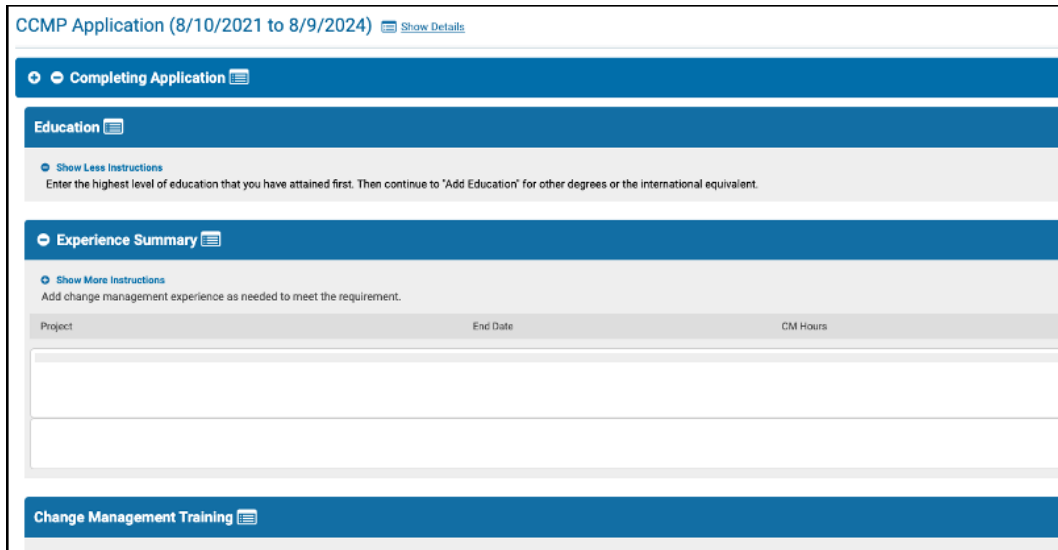 CCMP Application (8/10/2021 to 8/9/2024) Show Details
Completing Application
Education
Show Less Instructions
Enter the highest level of education that you have attained first. Then continue to "Add Education" for other degrees or the international equivalent.
Experience Summary
Show More Instructions
Add change management experience as needed to meet the requirement.
Project End Date CM Hours
Change Management Training